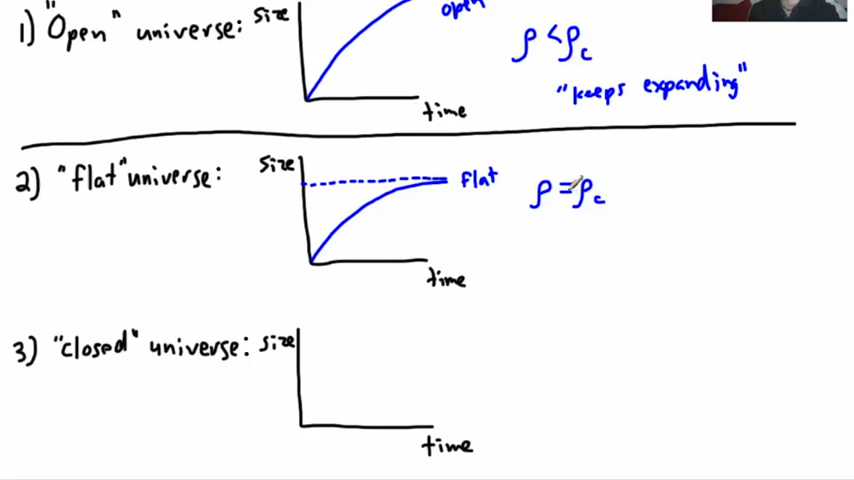 1) "Open" universe: size open
ρ < ρc
"keeps expanding"
time
2) "flat" universe: size flat ρ = ρc
time
3) "closed" universe: size
time